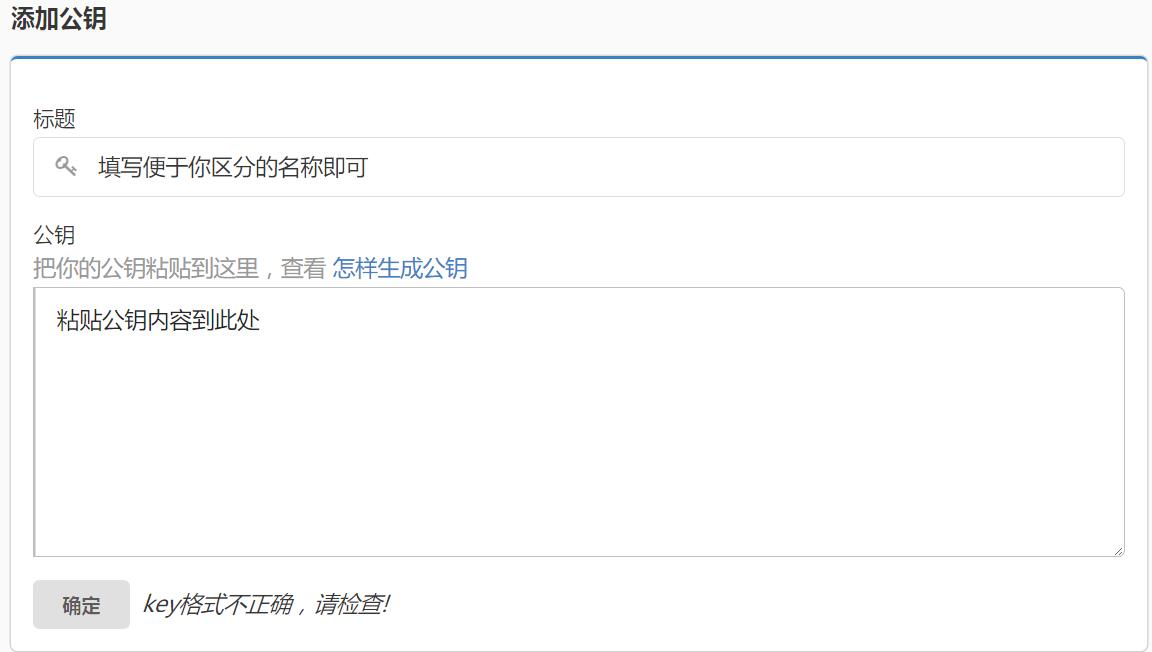 添加公钥
标题
填写便于你区分的名称即可
公钥
把你的公钥粘贴到这里，查看 怎样生成公钥
粘贴公钥内容到此处
确定 key格式不正确，请检查!